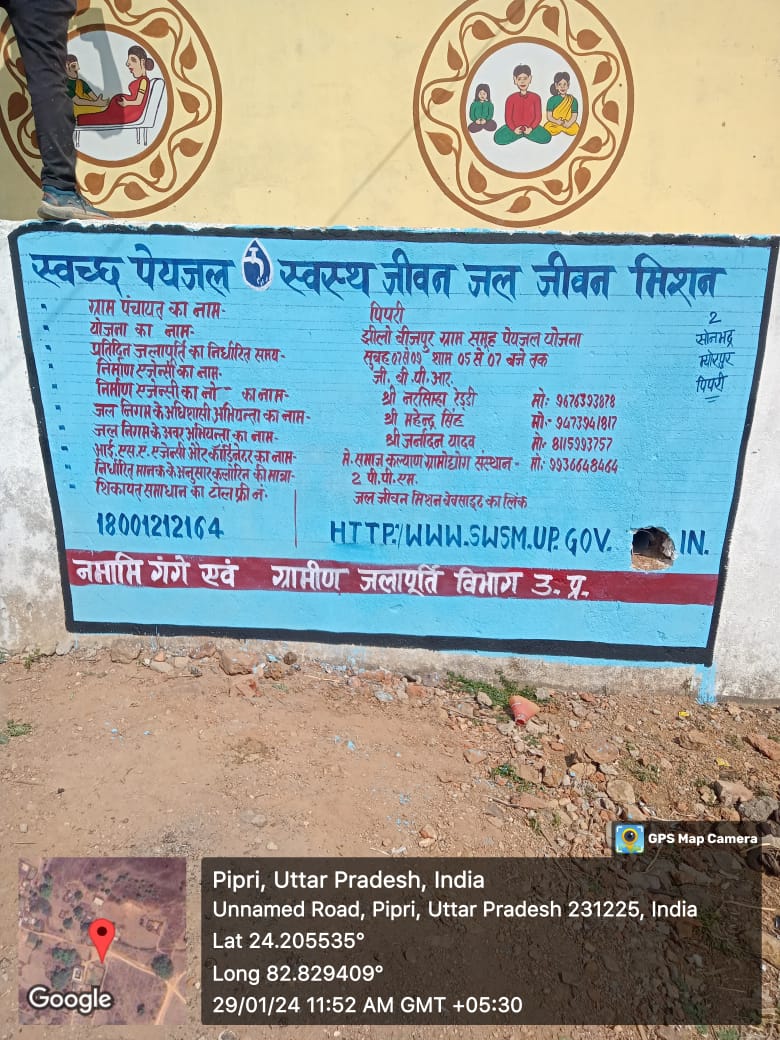 स्वच्छ पेयजल स्वस्थ जीवन जल जीवन मिशन
ग्राम पंचायत का नाम- पिपरी
योजना का नाम- झीलो बीजपुर ग्राम समूह पेयजल योजना
प्रतिदिन जलापूर्ति का निर्धारित समय- सुबह 07 से 09 शाम 05 से 07 बजे तक
निर्माण एजेन्सी का नाम- जी. वी. पी. आर.
निर्माण एजेन्सी का नो का नाम- श्री नरसिम्हा रेड्डी मो:- 9676393878
जल निगम के अधिशासी अभियन्ता का नाम- श्री महेन्द्र सिंह मो:- 9473941817
जल निगम के अवर अभियन्ता का नाम- श्री जर्नादन यादव मो:- 8115993757
आई. एस. ए. एजेन्सी और कॉर्डिनेटर का नाम- मे. समाज कल्याण ग्रामोद्योग संस्थान- मो:- 9936648464
निर्धारित मानक के अनुसार क्लोरिन की मात्रा- 2 पी. पी. एम.
शिकायत समाधान का टोल फ्री नं. जल जीवन मिशन वेबसाइट का लिंक
18001212164 HTTP:/WWW.SWSM.UP.GOV. IN.
2
सोनभद्र
म्योरपुर
पिपरी
नमामि गंगे एवं ग्रामीण जलापूर्ति विभाग उ. प्र.
GPS Map Camera
Pipri, Uttar Pradesh, India
Unnamed Road, Pipri, Uttar Pradesh 231225, India
Lat 24.205535°
Long 82.829409°
29/01/24 11:52 AM GMT +05:30
Google